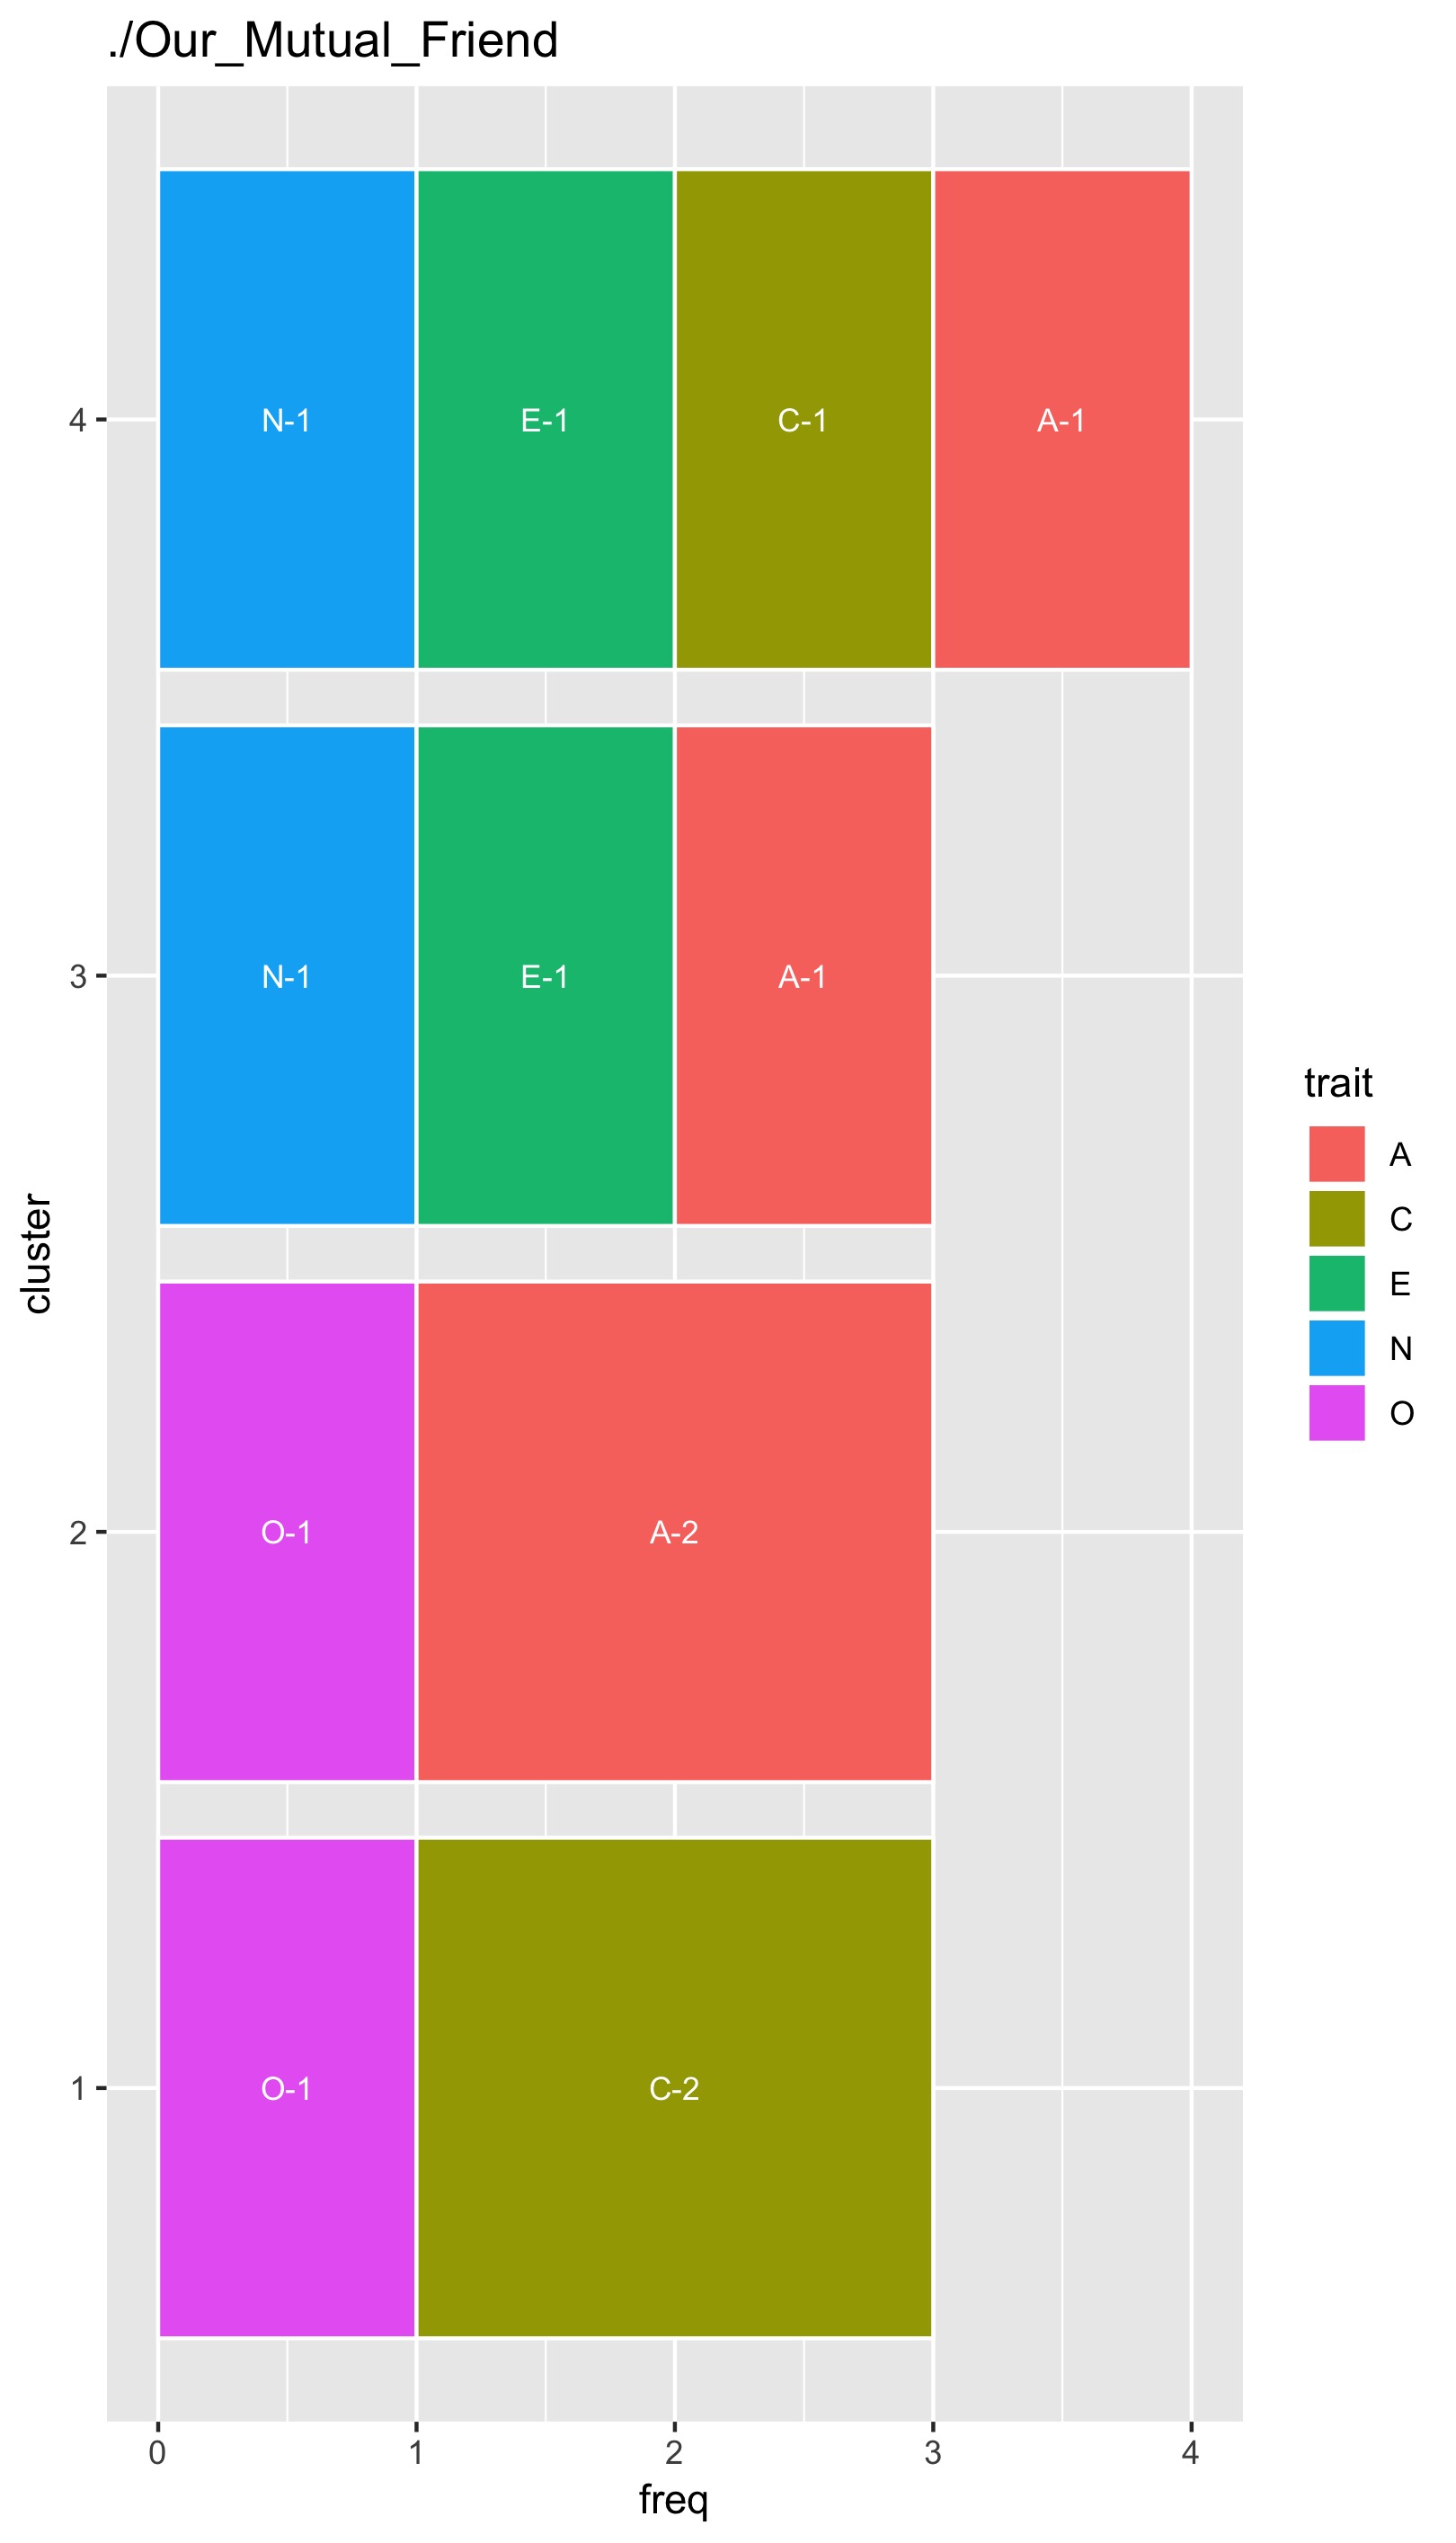 ./Our_Mutual_Friend
cluster
4
N-1 E-1 C-1 A-1
3
N-1 E-1 A-1
2
O-1 A-2
1
O-1 C-2
0 1 2 3 4
freq
trait
A
C
E
N
O